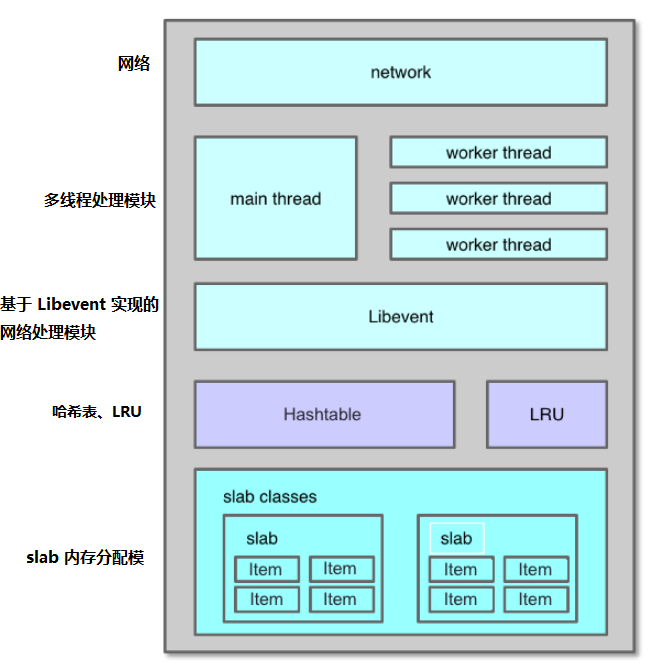 网络
network
多线程处理模块
main thread
worker thread
worker thread
worker thread
基于 Libevent 实现的
网络处理模块
Libevent
哈希表、LRU
Hashtable
LRU
slab 内存分配模
slab classes
slab
Item
Item
Item
Item
slab
Item
Item
Item
Item